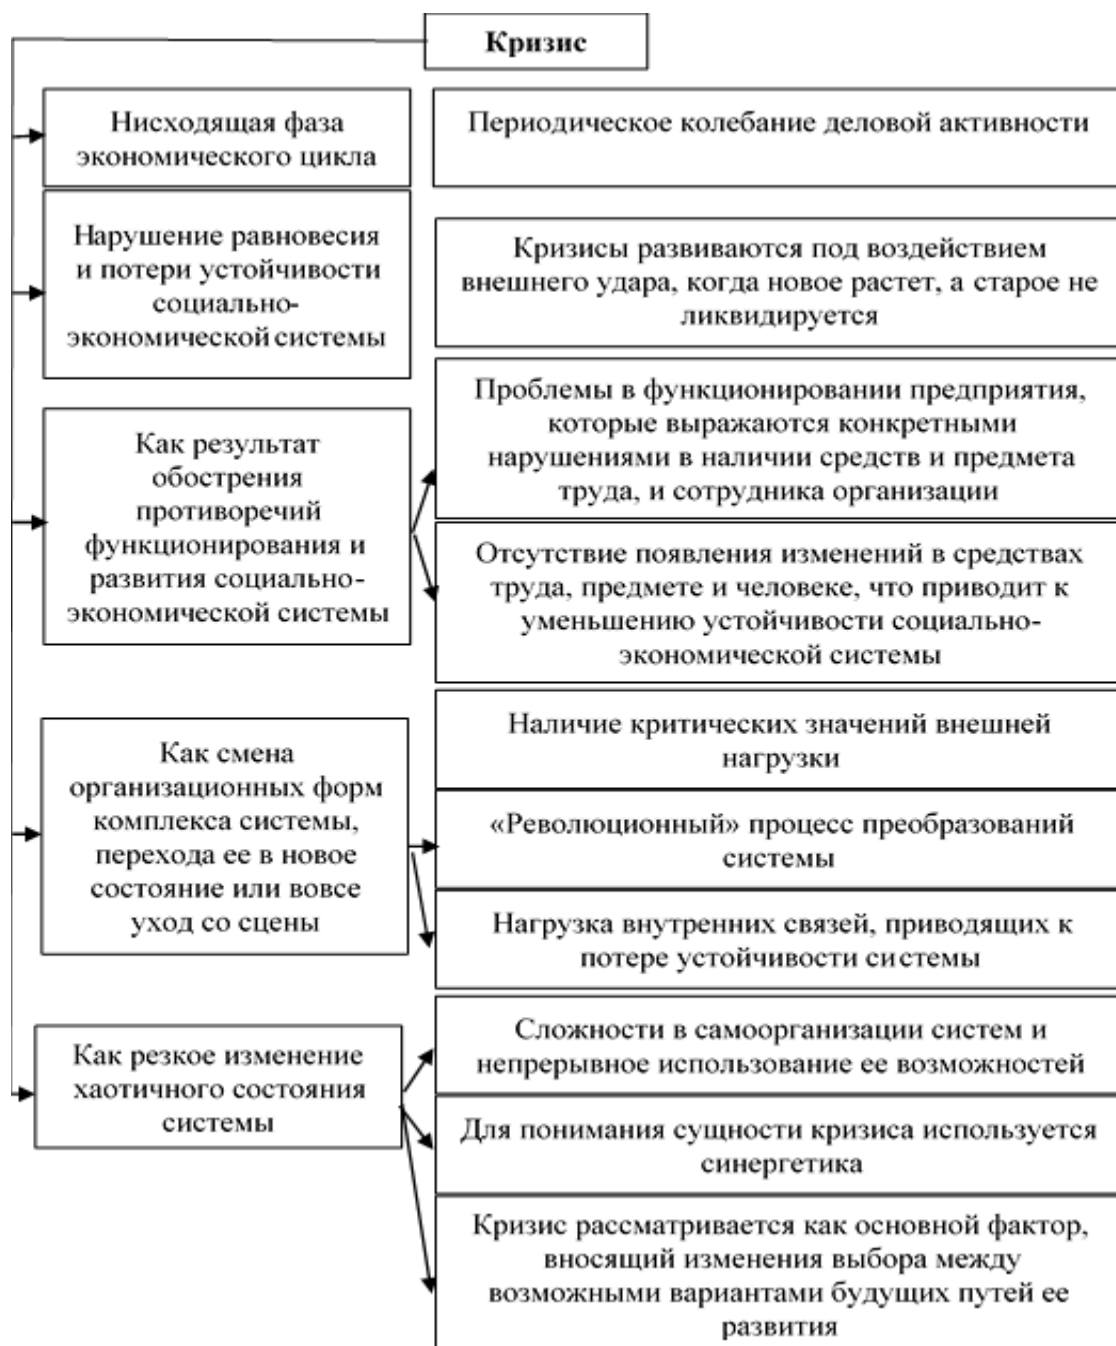 Кризис
Нисходящая фаза
экономического цикла
Периодическое колебание деловой активности
Нарушение равновесия
и потери устойчивости
социально-
экономической системы
Кризисы развиваются под воздействием
внешнего удара, когда новое растет, а старое не
ликвидируется
Как результат
обострения
противоречий
функционирования и
развития социально-
экономической системы
Проблемы в функционировании предприятия,
которые выражаются конкретными
нарушениями в наличии средств и предмета
труда, и сотрудника организации
Отсутствие появления изменений в средствах
труда, предмете и человеке, что приводит к
уменьшению устойчивости социально-
экономической системы
Как смена
организационных форм
комплекса системы,
перехода ее в новое
состояние или вовсе
уход со сцены
Наличие критических значений внешней
нагрузки
«Революционный» процесс преобразований
системы
Нагрузка внутренних связей, приводящих к
потере устойчивости системы
Как резкое изменение
хаотичного состояния
системы
Сложности в самоорганизации систем и
непрерывное использование ее возможностей
Для понимания сущности кризиса используется
синергетика
Кризис рассматривается как основной фактор,
вносящий изменения выбора между
возможными вариантами будущих путей ее
развития